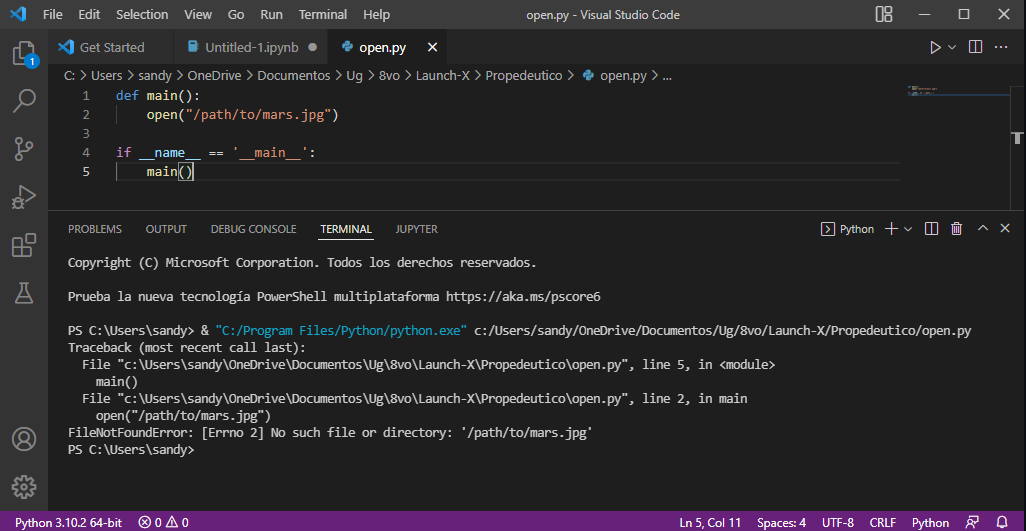 File Edit Selection View Go Run Terminal Help open.py - Visual Studio Code
Get Started Untitled-1.ipynb open.py
C: > Users > sandy > OneDrive > Documentos > Ug > 8vo > Launch-X > Propedeutico > open.py > ...
1 def main():
2 open("/path/to/mars.jpg")
3
4 if __name__ == '__main__':
5 main()
1
PROBLEMS OUTPUT DEBUG CONSOLE TERMINAL JUPYTER Python
Copyright (C) Microsoft Corporation. Todos los derechos reservados.
Prueba la nueva tecnología PowerShell multiplataforma https://aka.ms/pscore6
PS C:\Users\sandy> & "C:/Program Files/Python/python.exe" c:/Users/sandy/OneDrive/Documentos/Ug/8vo/Launch-X/Propedeutico/open.py
Traceback (most recent call last):
File "c:\Users\sandy\OneDrive\Documentos\Ug\8vo\Launch-X\Propedeutico\open.py", line 5, in <module>
main()
File "c:\Users\sandy\OneDrive\Documentos\Ug\8vo\Launch-X\Propedeutico\open.py", line 2, in main
open("/path/to/mars.jpg")
FileNotFoundError: [Errno 2] No such file or directory: '/path/to/mars.jpg'
PS C:\Users\sandy>
Python 3.10.2 64-bit 0 0 Ln 5, Col 11 Spaces: 4 UTF-8 CRLF Python